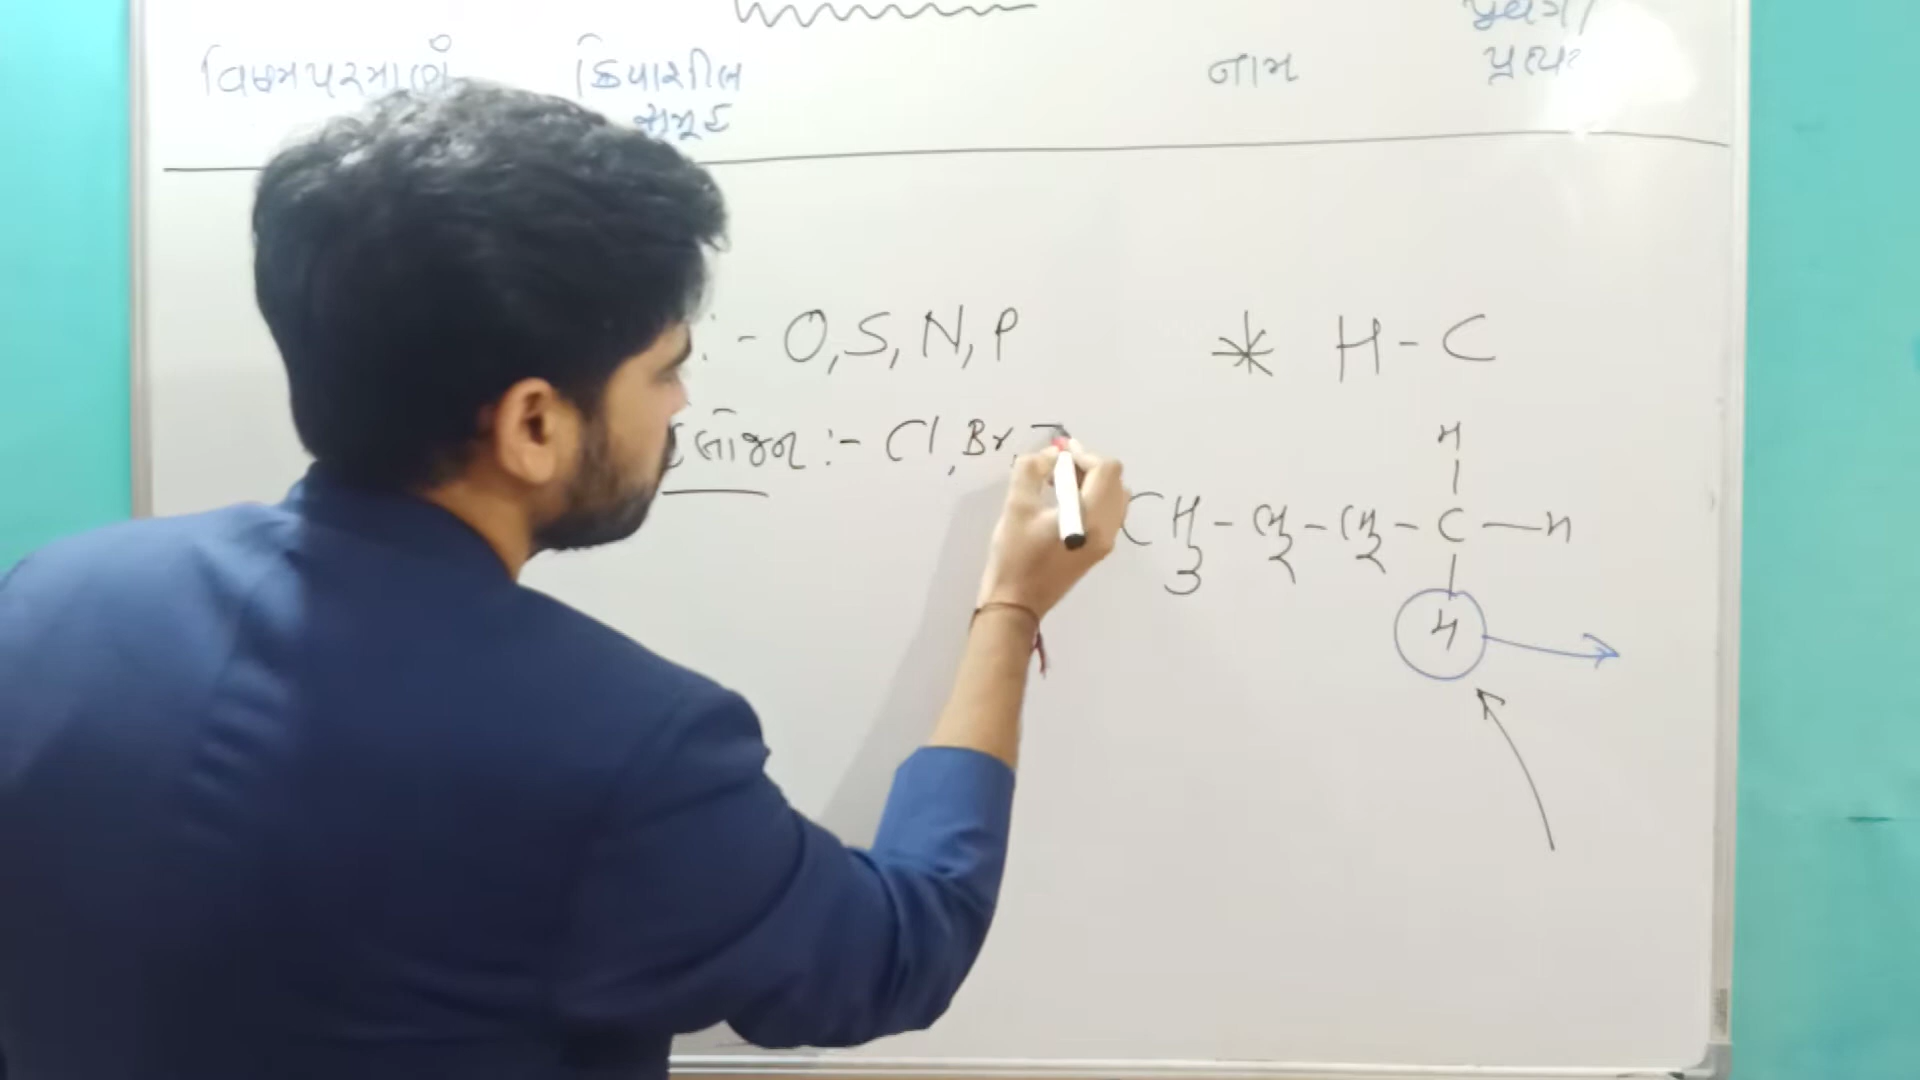 વિષમપરમાણું ક્રિયાશીલ સમૂહ નામ પ્રત્યય
:- O, S, N, P
લોજન :- Cl, Br,
* H - C
H
CH3 - CH2 - CH2 - C - H
H